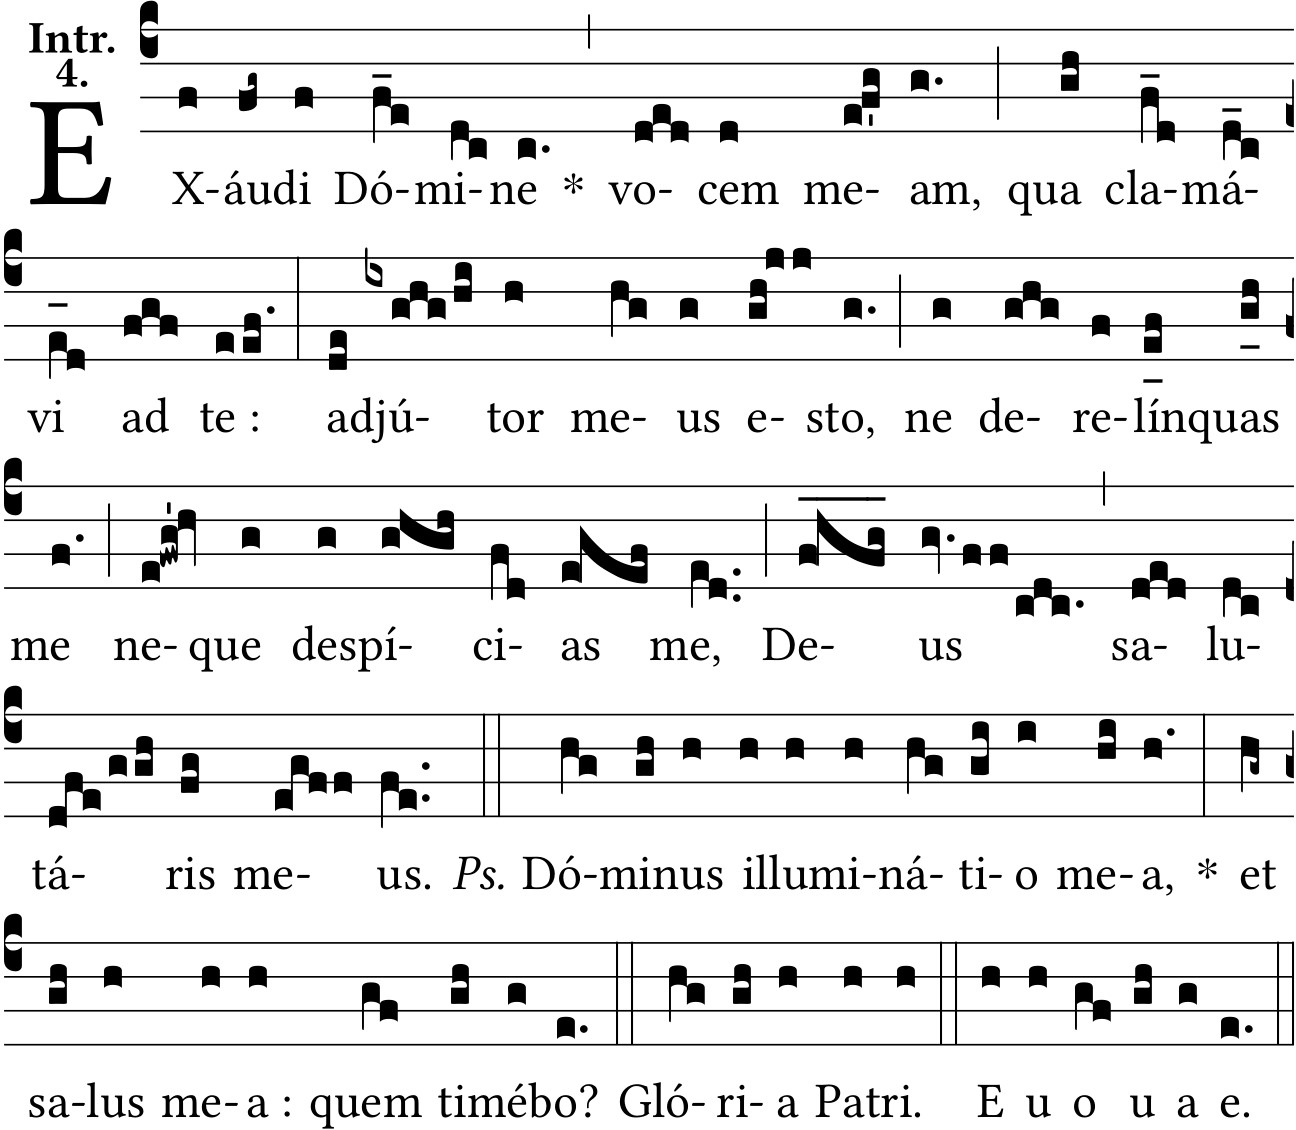 Intr.
4.
EX-áudi Dó-mi-ne * vo- cem me- am, qua cla-má-
vi ad te : adjú- tor me- us e- sto, ne de- re-línquas
me ne- que despí- ci- as me, De- us sa- lu-
tá- ris me- us. Ps. Dó-minus illumi-ná- ti- o me-a, * et
sa-lus me-a : quem timébo? Gló- ri- a Patri. E u o u a e.